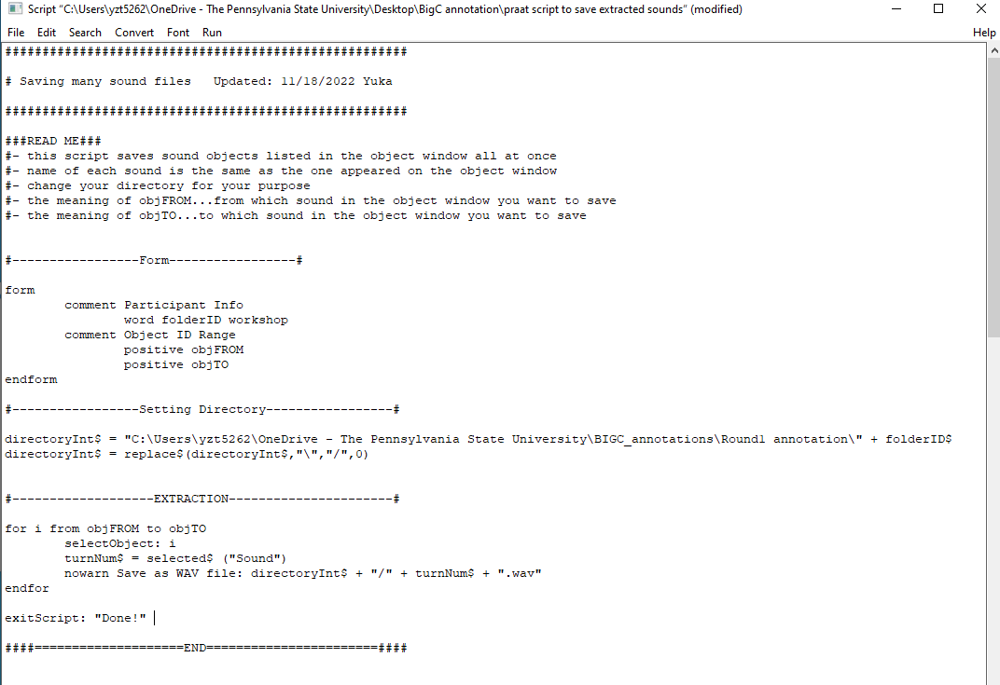 Script "C:\Users\yzt5262\OneDrive - The Pennsylvania State University\Desktop\BigC annotation\praat script to save extracted sounds" (modified)
File Edit Search Convert Font Run Help
######################################################
# Saving many sound files   Updated: 11/18/2022 Yuka
######################################################
###READ ME###
#- this script saves sound objects listed in the object window all at once
#- name of each sound is the same as the one appeared on the object window
#- change your directory for your purpose
#- the meaning of objFROM...from which sound in the object window you want to save
#- the meaning of objTO...to which sound in the object window you want to save
#-----------------Form-----------------#
form
        comment Participant Info
                word folderID workshop
        comment Object ID Range
                positive objFROM
                positive objTO
endform
#-----------------Setting Directory-----------------#
directoryInt$ = "C:\Users\yzt5262\OneDrive - The Pennsylvania State University\BIGC_annotations\Round1 annotation\" + folderID$
directoryInt$ = replace$(directoryInt$,"\","/",0)
#-------------------EXTRACTION----------------------#
for i from objFROM to objTO
        selectObject: i
        turnNum$ = selected$ ("Sound")
        nowarn Save as WAV file: directoryInt$ + "/" + turnNum$ + ".wav"
endfor
exitScript: "Done!"
####====================END=======================####